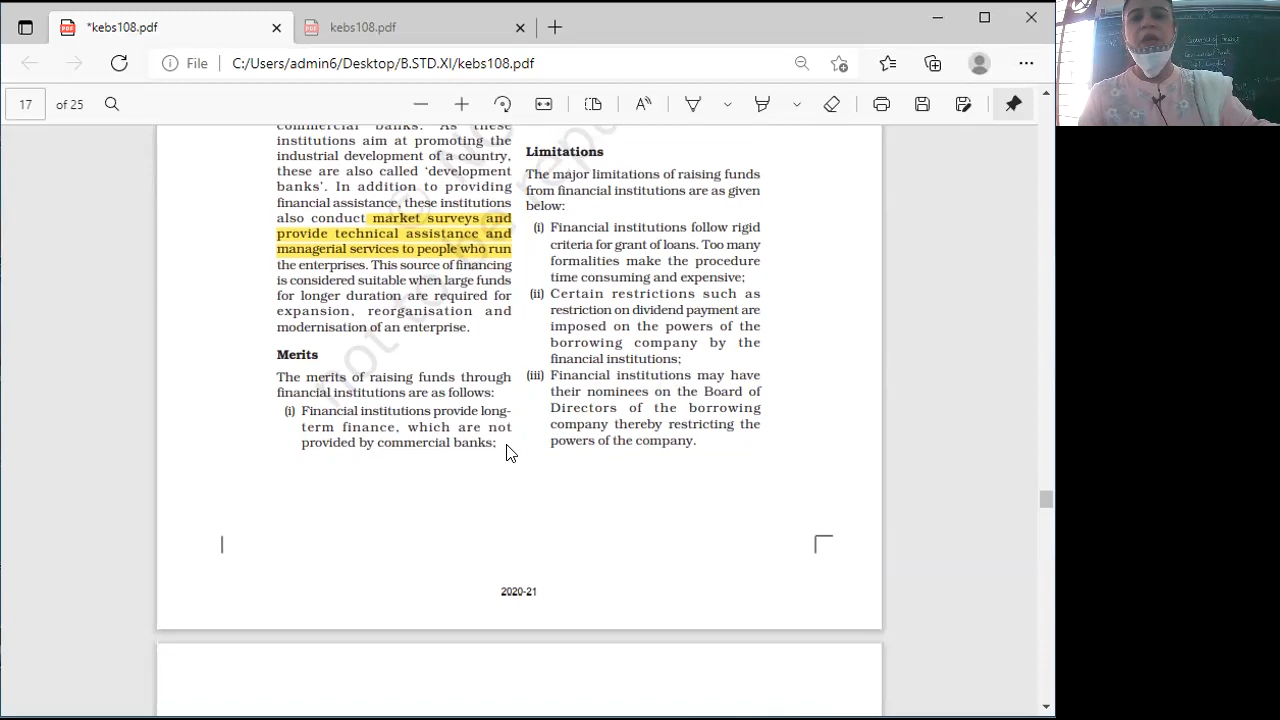 *kebs108.pdf
kebs108.pdf
File
C:/Users/admin6/Desktop/B.STD.XI/kebs108.pdf
17
of 25
commercial banks. As these
institutions aim at promoting the
industrial development of a country,
these are also called ‘development
banks’. In addition to providing
financial assistance, these institutions
also conduct market surveys and
provide technical assistance and
managerial services to people who run
the enterprises. This source of financing
is considered suitable when large funds
for longer duration are required for
expansion, reorganisation and
modernisation of an enterprise.
Merits
The merits of raising funds through
financial institutions are as follows:
(i) Financial institutions provide long-
term finance, which are not
provided by commercial banks;
Limitations
The major limitations of raising funds
from financial institutions are as given
below:
(i) Financial institutions follow rigid
criteria for grant of loans. Too many
formalities make the procedure
time consuming and expensive;
(ii) Certain restrictions such as
restriction on dividend payment are
imposed on the powers of the
borrowing company by the
financial institutions;
(iii) Financial institutions may have
their nominees on the Board of
Directors of the borrowing
company thereby restricting the
powers of the company.
not to be
2020-21